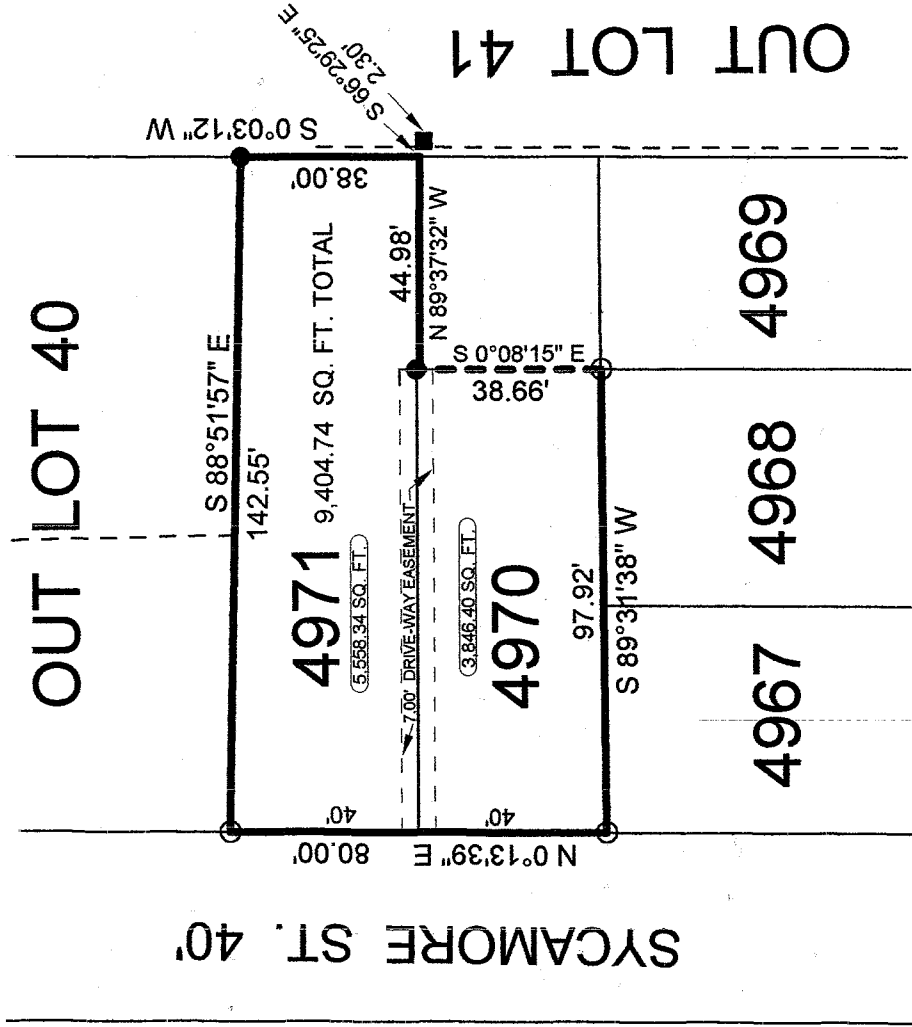 OUT LOT 40
OUT LOT 41
S 66°29'25" E
2.30'
S 0°03'12" W
38.00'
S 88°51'57" E
142.55'
9,404.74 SQ. FT. TOTAL
44.98'
N 89°37'32" W
4971
5,558.34 SQ. FT.
7.00' DRIVE-WAY EASEMENT
S 0°08'15" E
38.66'
3,846.40 SQ. FT.
4970
97.92'
S 89°31'38" W
40'
40'
80.00'
N 0°13'39" E
4969
4968
4967
SYCAMORE ST. 40'